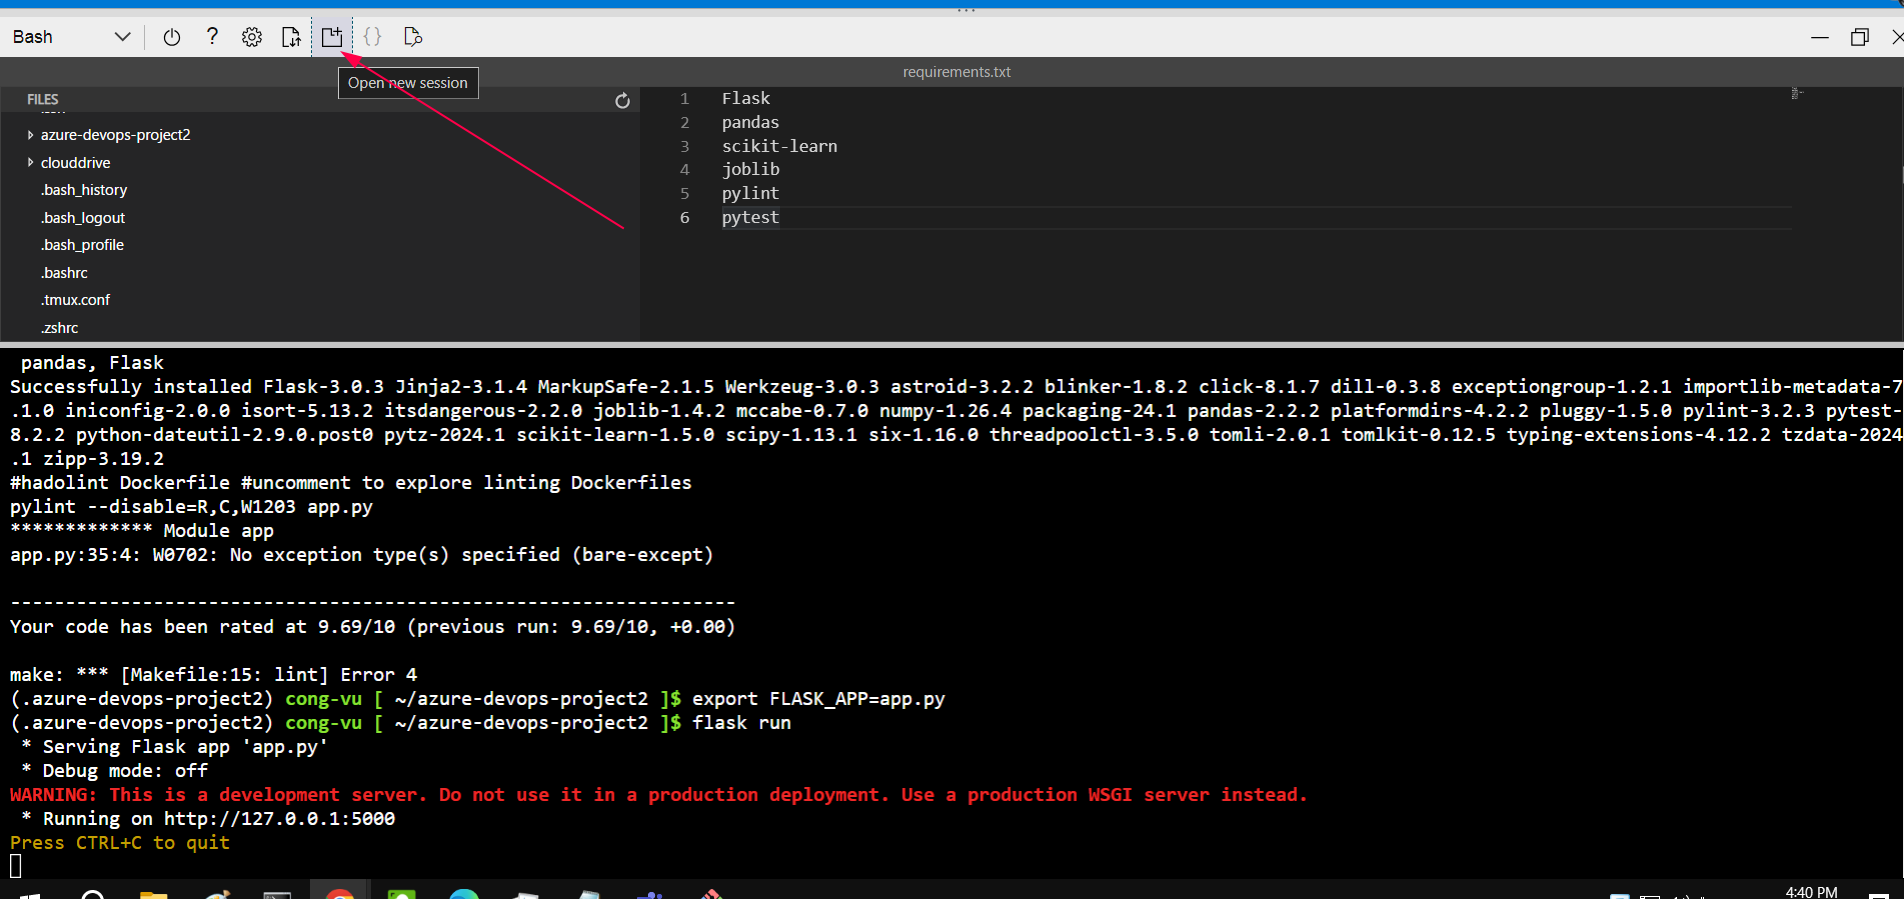 Bash
?
{}
Open new session
requirements.txt
FILES
azure-devops-project2
clouddrive
.bash_history
.bash_logout
.bash_profile
.bashrc
.tmux.conf
.zshrc
1 Flask
2 pandas
3 scikit-learn
4 joblib
5 pylint
6 pytest
pandas, Flask
Successfully installed Flask-3.0.3 Jinja2-3.1.4 MarkupSafe-2.1.5 Werkzeug-3.0.3 astroid-3.2.2 blinker-1.8.2 click-8.1.7 dill-0.3.8 exceptiongroup-1.2.1 importlib-metadata-7
.1.0 iniconfig-2.0.0 isort-5.13.2 itsdangerous-2.2.0 joblib-1.4.2 mccabe-0.7.0 numpy-1.26.4 packaging-24.1 pandas-2.2.2 platformdirs-4.2.2 pluggy-1.5.0 pylint-3.2.3 pytest-
8.2.2 python-dateutil-2.9.0.post0 pytz-2024.1 scikit-learn-1.5.0 scipy-1.13.1 six-1.16.0 threadpoolctl-3.5.0 tomli-2.0.1 tomlkit-0.12.5 typing-extensions-4.12.2 tzdata-2024
.1 zipp-3.19.2
#hadolint Dockerfile #uncomment to explore linting Dockerfiles
pylint --disable=R,C,W1203 app.py
************* Module app
app.py:35:4: W0702: No exception type(s) specified (bare-except)
------------------------------------------------------------------
Your code has been rated at 9.69/10 (previous run: 9.69/10, +0.00)
make: *** [Makefile:15: lint] Error 4
(.azure-devops-project2) cong-vu [ ~/azure-devops-project2 ]$ export FLASK_APP=app.py
(.azure-devops-project2) cong-vu [ ~/azure-devops-project2 ]$ flask run
* Serving Flask app 'app.py'
* Debug mode: off
WARNING: This is a development server. Do not use it in a production deployment. Use a production WSGI server instead.
* Running on http://127.0.0.1:5000
Press CTRL+C to quit
4:40 PM